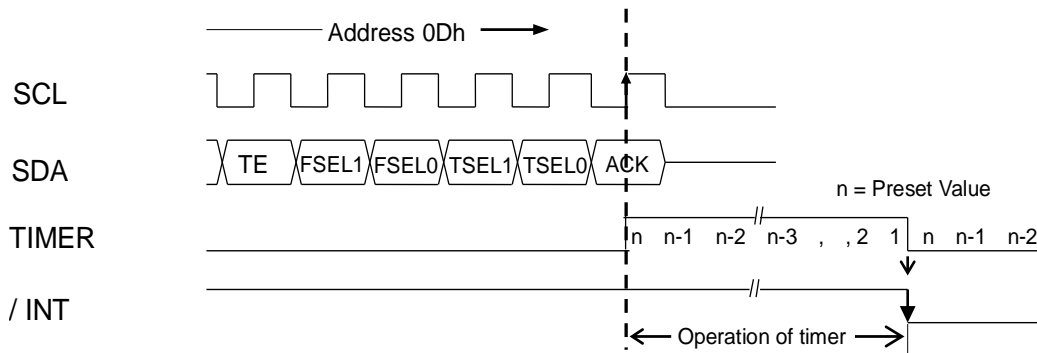 Address 0Dh
SCL
SDA TE FSEL1 FSEL0 TSEL1 TSEL0 ACK
n = Preset Value
TIMER n n-1 n-2 n-3 , , 2 1 n n-1 n-2
/ INT
Operation of timer